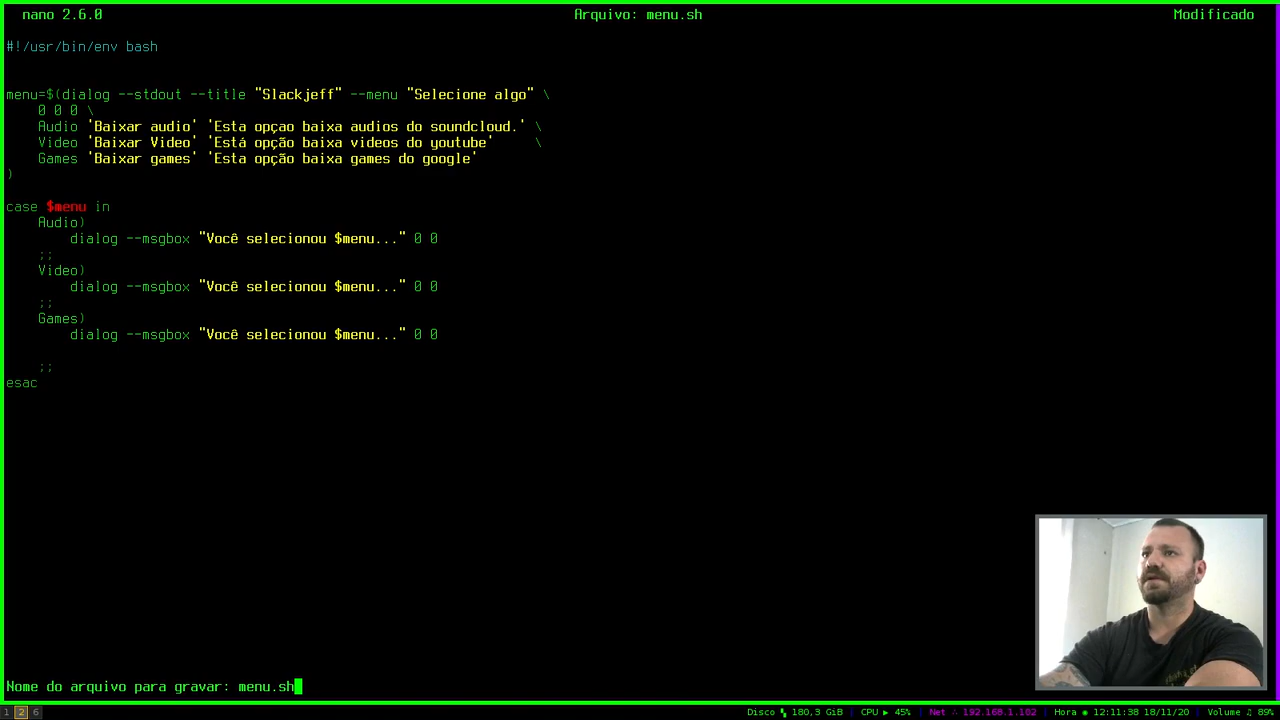 nano 2.6.0 Arquivo: menu.sh Modificado
#!/usr/bin/env bash
menu=$(dialog --stdout --title "Slackjeff" --menu "Selecione algo" \
0 0 0 \
Audio 'Baixar audio' 'Esta opçao baixa audios do soundcloud.' \
Video 'Baixar Video' 'Está opção baixa videos do youtube' \
Games 'Baixar games' 'Esta opção baixa games do google'
)
case $menu in
Audio)
dialog --msgbox "Você selecionou $menu..." 0 0
;;
Video)
dialog --msgbox "Você selecionou $menu..." 0 0
;;
Games)
dialog --msgbox "Você selecionou $menu..." 0 0
;;
esac
Nome do arquivo para gravar: menu.sh
1 2 6 Disco 180,3 GiB | CPU ▶ 45% | Net 192.168.1.102 | Hora ◉ 12:11:38 18/11/20 | Volume ♫ 89%